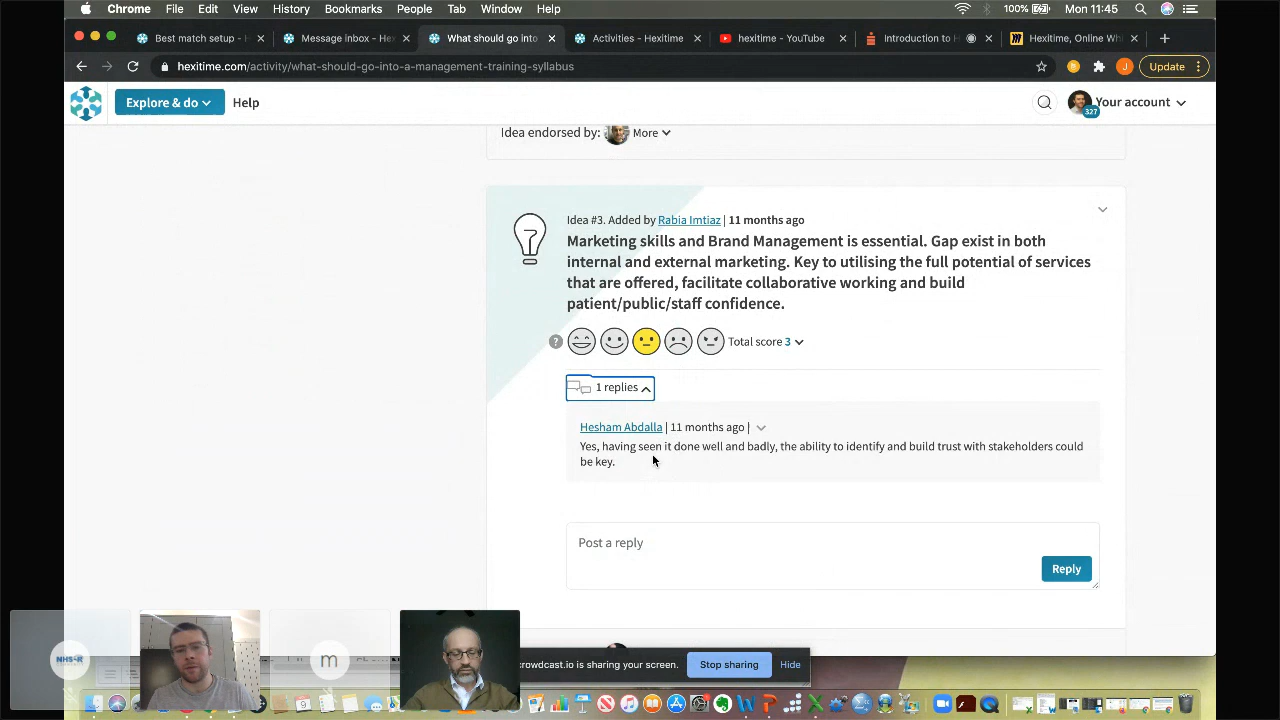 Chrome File Edit View History Bookmarks People Tab Window Help 100% Mon 11:45
Best match setup - H Message inbox - Hex What should go into Activities - Hexitime hexitime - YouTube Introduction to H Hexitime, Online Wh
hexitime.com/activity/what-should-go-into-a-management-training-syllabus Update
Explore & do Help Your account
327
Idea endorsed by: More
Idea #3. Added by Rabia Imtiaz | 11 months ago
Marketing skills and Brand Management is essential. Gap exist in both
internal and external marketing. Key to utilising the full potential of services
that are offered, facilitate collaborative working and build
patient/public/staff confidence.
? Total score 3
1 replies
Hesham Abdalla | 11 months ago |
Yes, having seen it done well and badly, the ability to identify and build trust with stakeholders could
be key.
Post a reply
Reply
NHS-R
m
crowdcast.io is sharing your screen. Stop sharing Hide